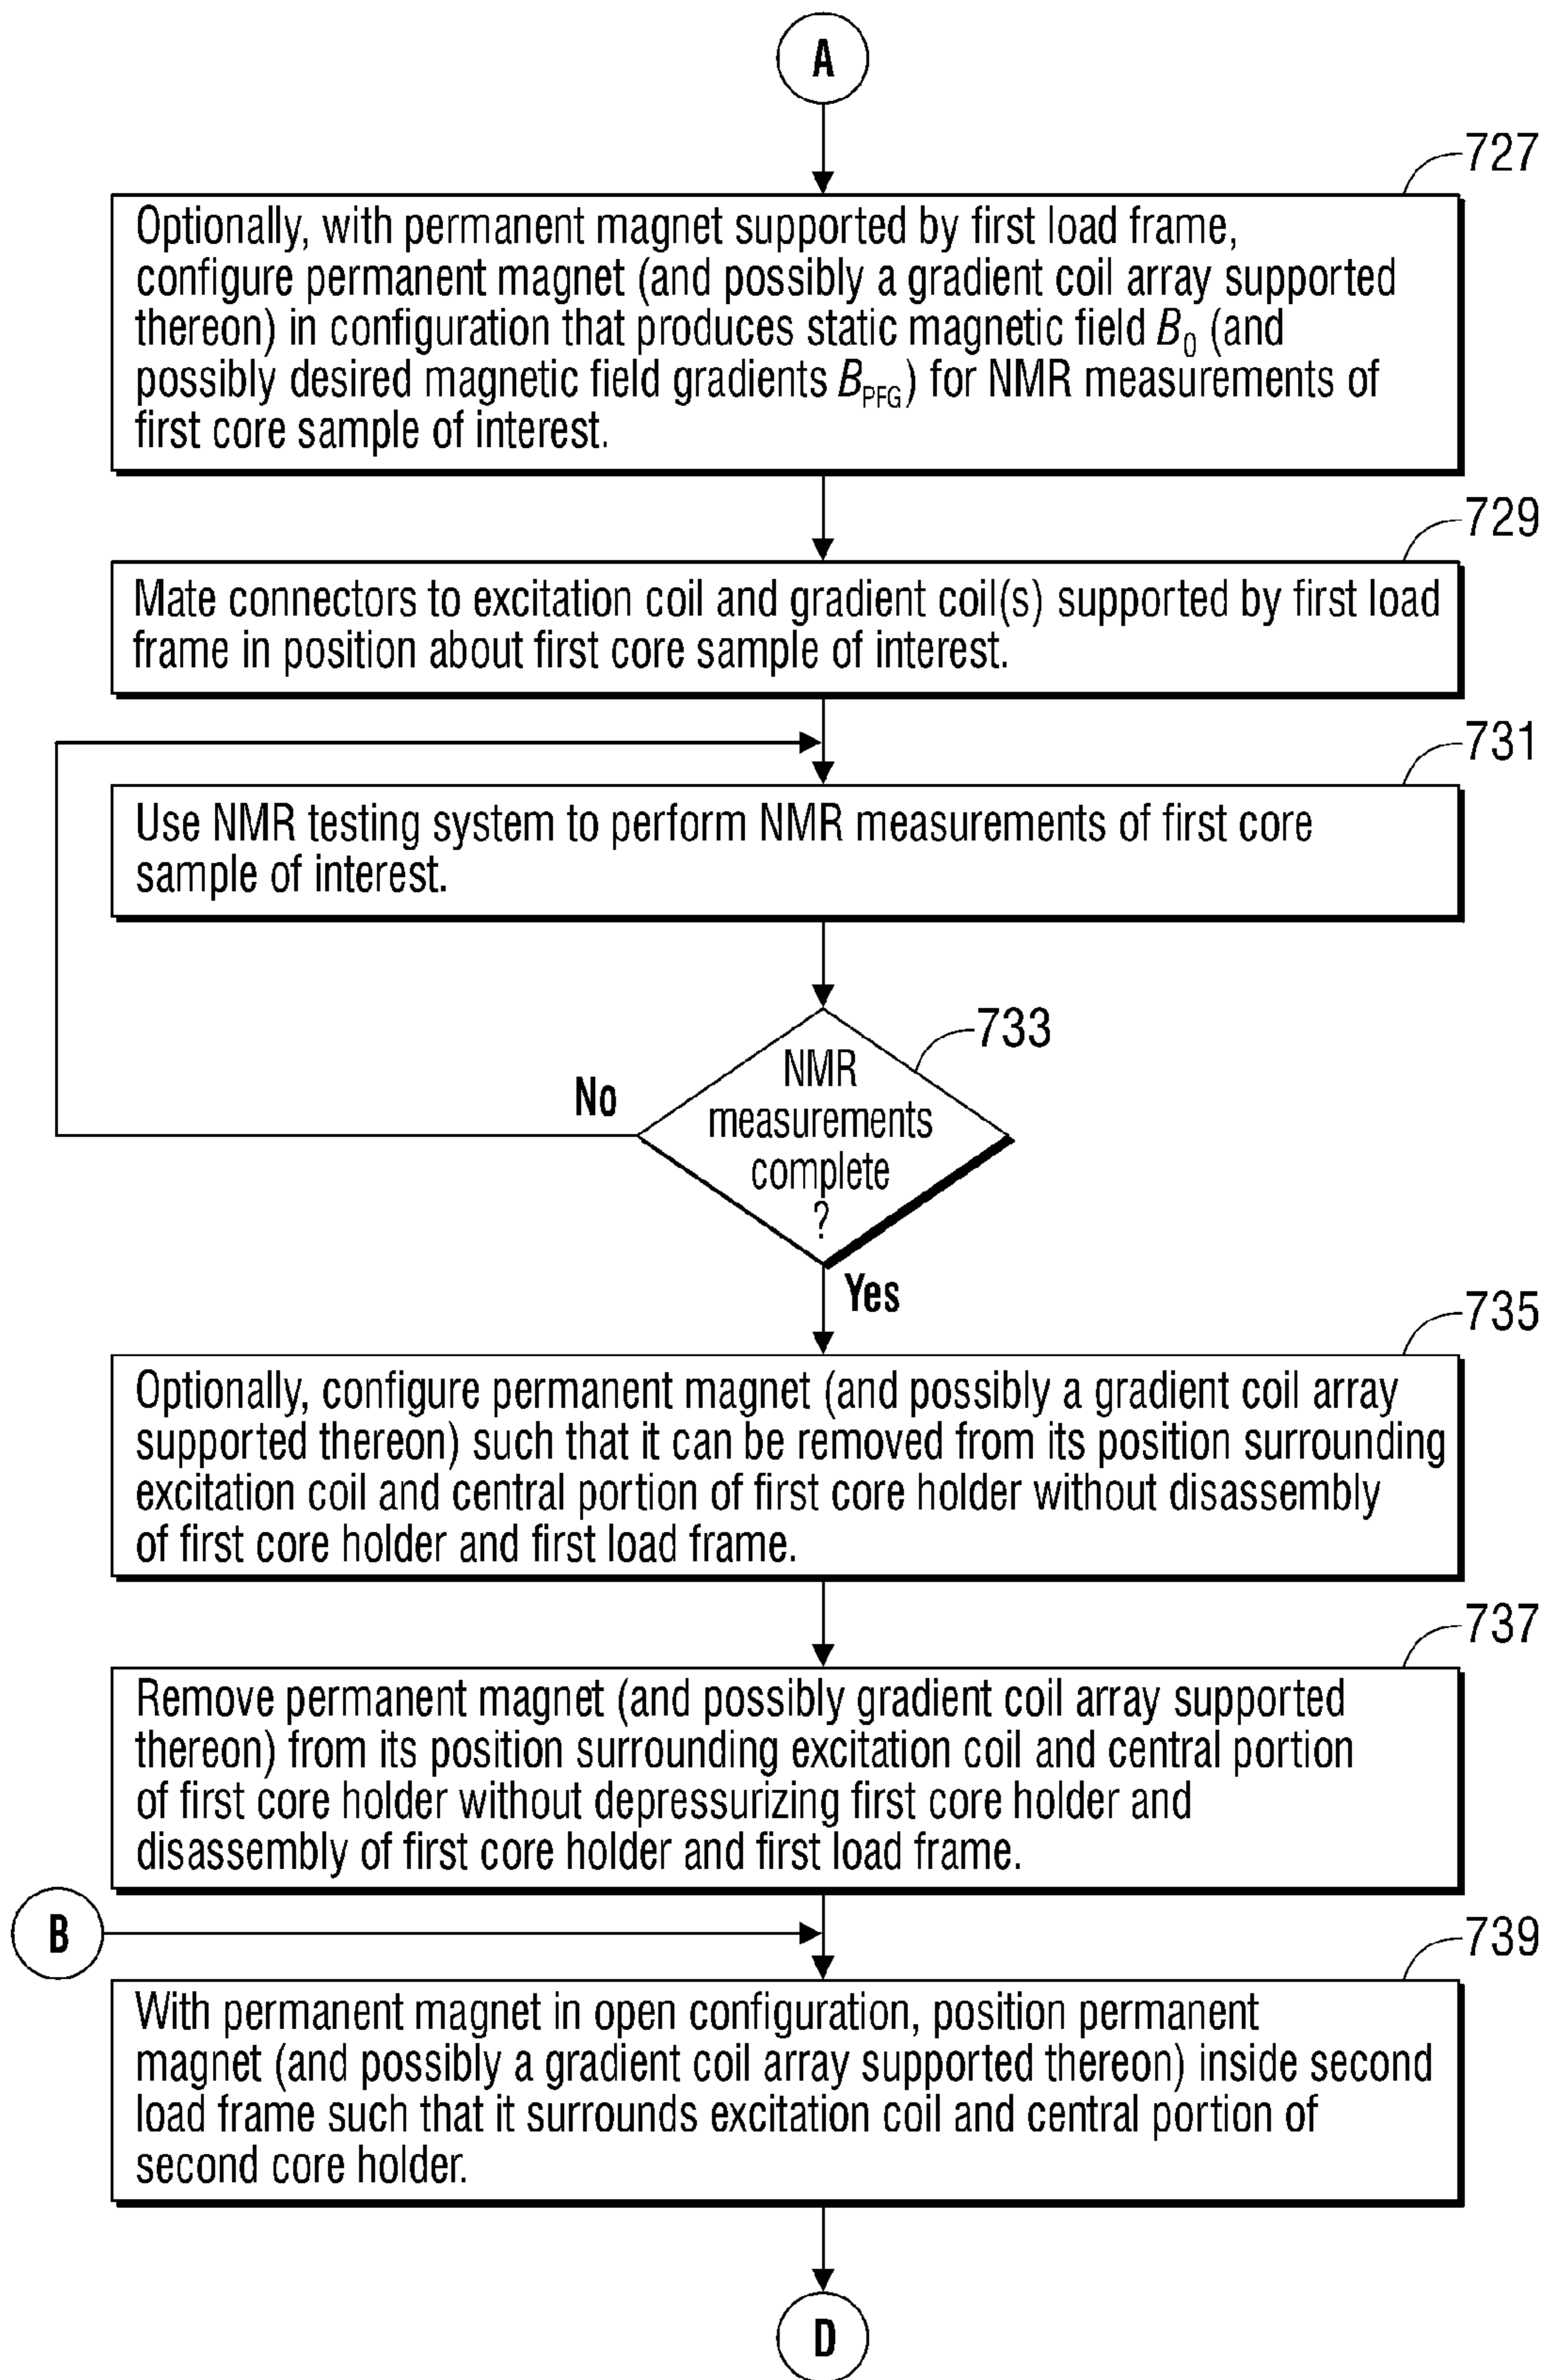 A
727
Optionally, with permanent magnet supported by first load frame,
configure permanent magnet (and possibly a gradient coil array supported
thereon) in configuration that produces static magnetic field B0 (and
possibly desired magnetic field gradients BPFG) for NMR measurements of
first core sample of interest.
729
Mate connectors to excitation coil and gradient coil(s) supported by first load
frame in position about first core sample of interest.
731
Use NMR testing system to perform NMR measurements of first core
sample of interest.
733
NMR
measurements
complete
?
No
Yes
735
Optionally, configure permanent magnet (and possibly a gradient coil array
supported thereon) such that it can be removed from its position surrounding
excitation coil and central portion of first core holder without disassembly
of first core holder and first load frame.
737
Remove permanent magnet (and possibly gradient coil array supported
thereon) from its position surrounding excitation coil and central portion
of first core holder without depressurizing first core holder and
disassembly of first core holder and first load frame.
B
739
With permanent magnet in open configuration, position permanent
magnet (and possibly a gradient coil array supported thereon) inside second
load frame such that it surrounds excitation coil and central portion of
second core holder.
D